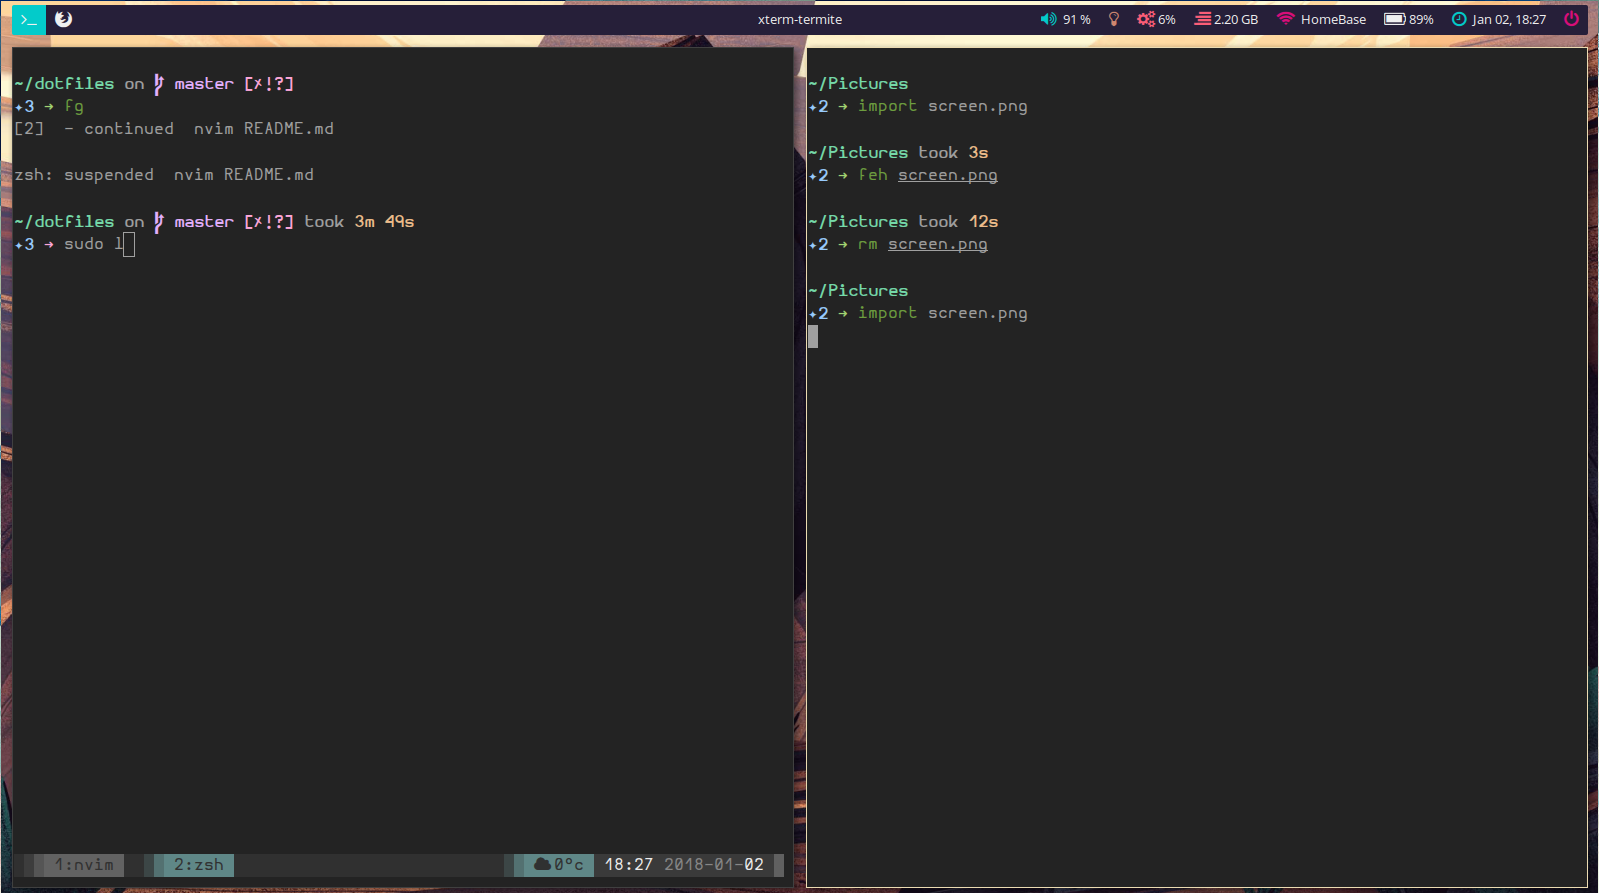 >_ xterm-termite 91 % 6% 2.20 GB HomeBase 89% Jan 02, 18:27
~/dotfiles on master [✗!?]
✦3 → fg
[2]  - continued  nvim README.md
zsh: suspended  nvim README.md
~/dotfiles on master [✗!?] took 3m 49s
✦3 → sudo l
1:nvim 2:zsh 0°c 18:27 2018-01-02
~/Pictures
✦2 → import screen.png
~/Pictures took 3s
✦2 → feh screen.png
~/Pictures took 12s
✦2 → rm screen.png
~/Pictures
✦2 → import screen.png